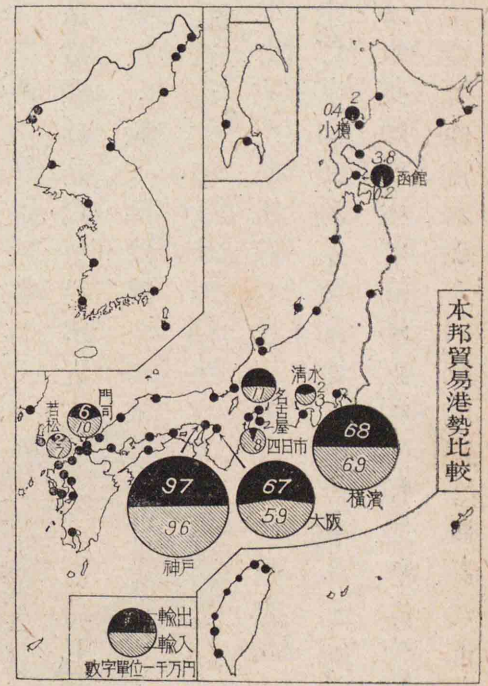 本邦貿易港勢比較
2
0.4
小樽
3.8
函館
0.2
清水
2
3
名古屋
11
門司
6
10
若松
2
7
2
8
四日市
68
69
横濱
67
59
大阪
97
96
神戸
輸出
輸入
數字單位一千万円